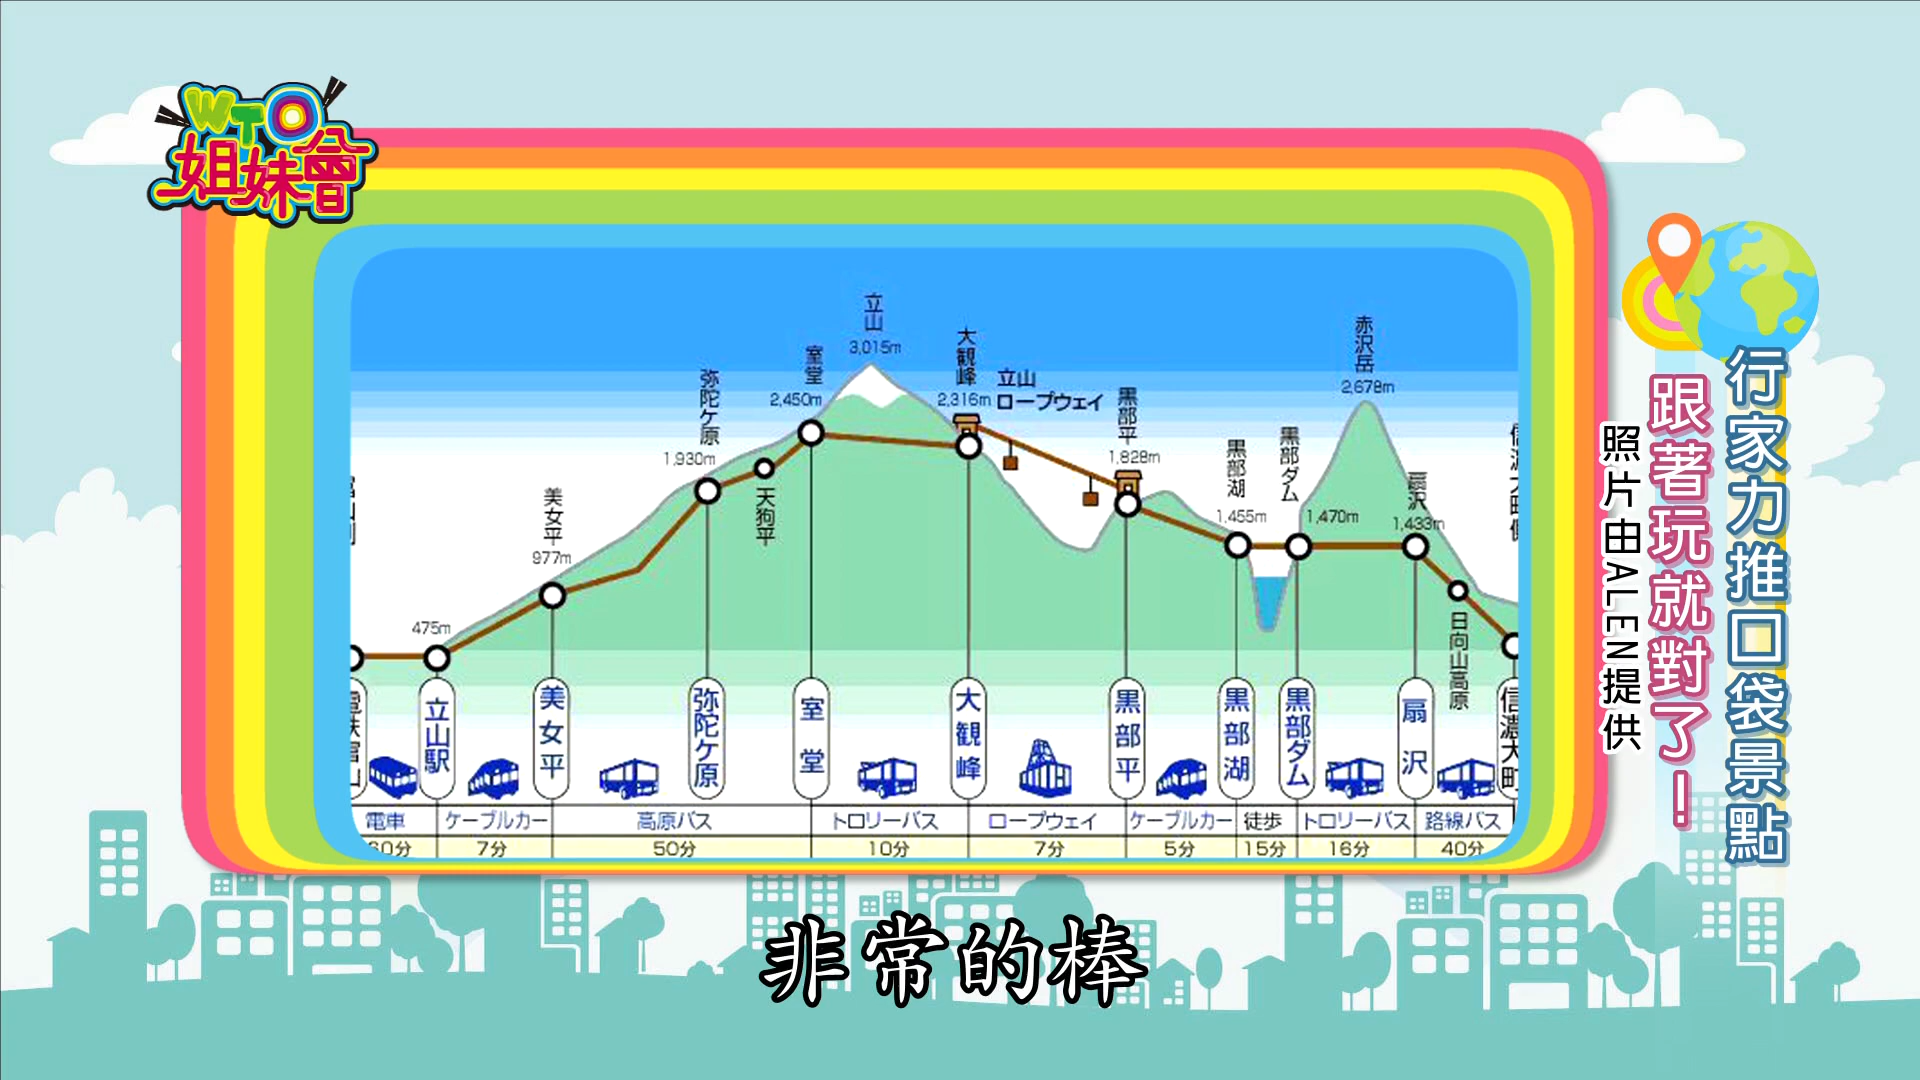 WTO
姐妹會
行家力推口袋景點
跟著玩就對了！
照片由ALEN提供
立山
3,015m
室堂
2,450m
大観峰
2,316m
立山
ロープウェイ
弥陀ケ原
1,930m
天狗平
黒部平
1,828m
赤沢岳
2,678m
黒部湖
1,455m
黒部ダム
1,470m
扇沢
1,433m
美女平
977m
475m
日向山高原
立山駅
美女平
弥陀ケ原
室堂
大観峰
黒部平
黒部湖
黒部ダム
扇沢
信濃大町
電車
ケーブルカー
高原バス
トロリーバス
ロープウェイ
ケーブルカー
徒歩
トロリーバス
路線バス
60分
7分
50分
10分
7分
5分
15分
16分
40分
非常的棒